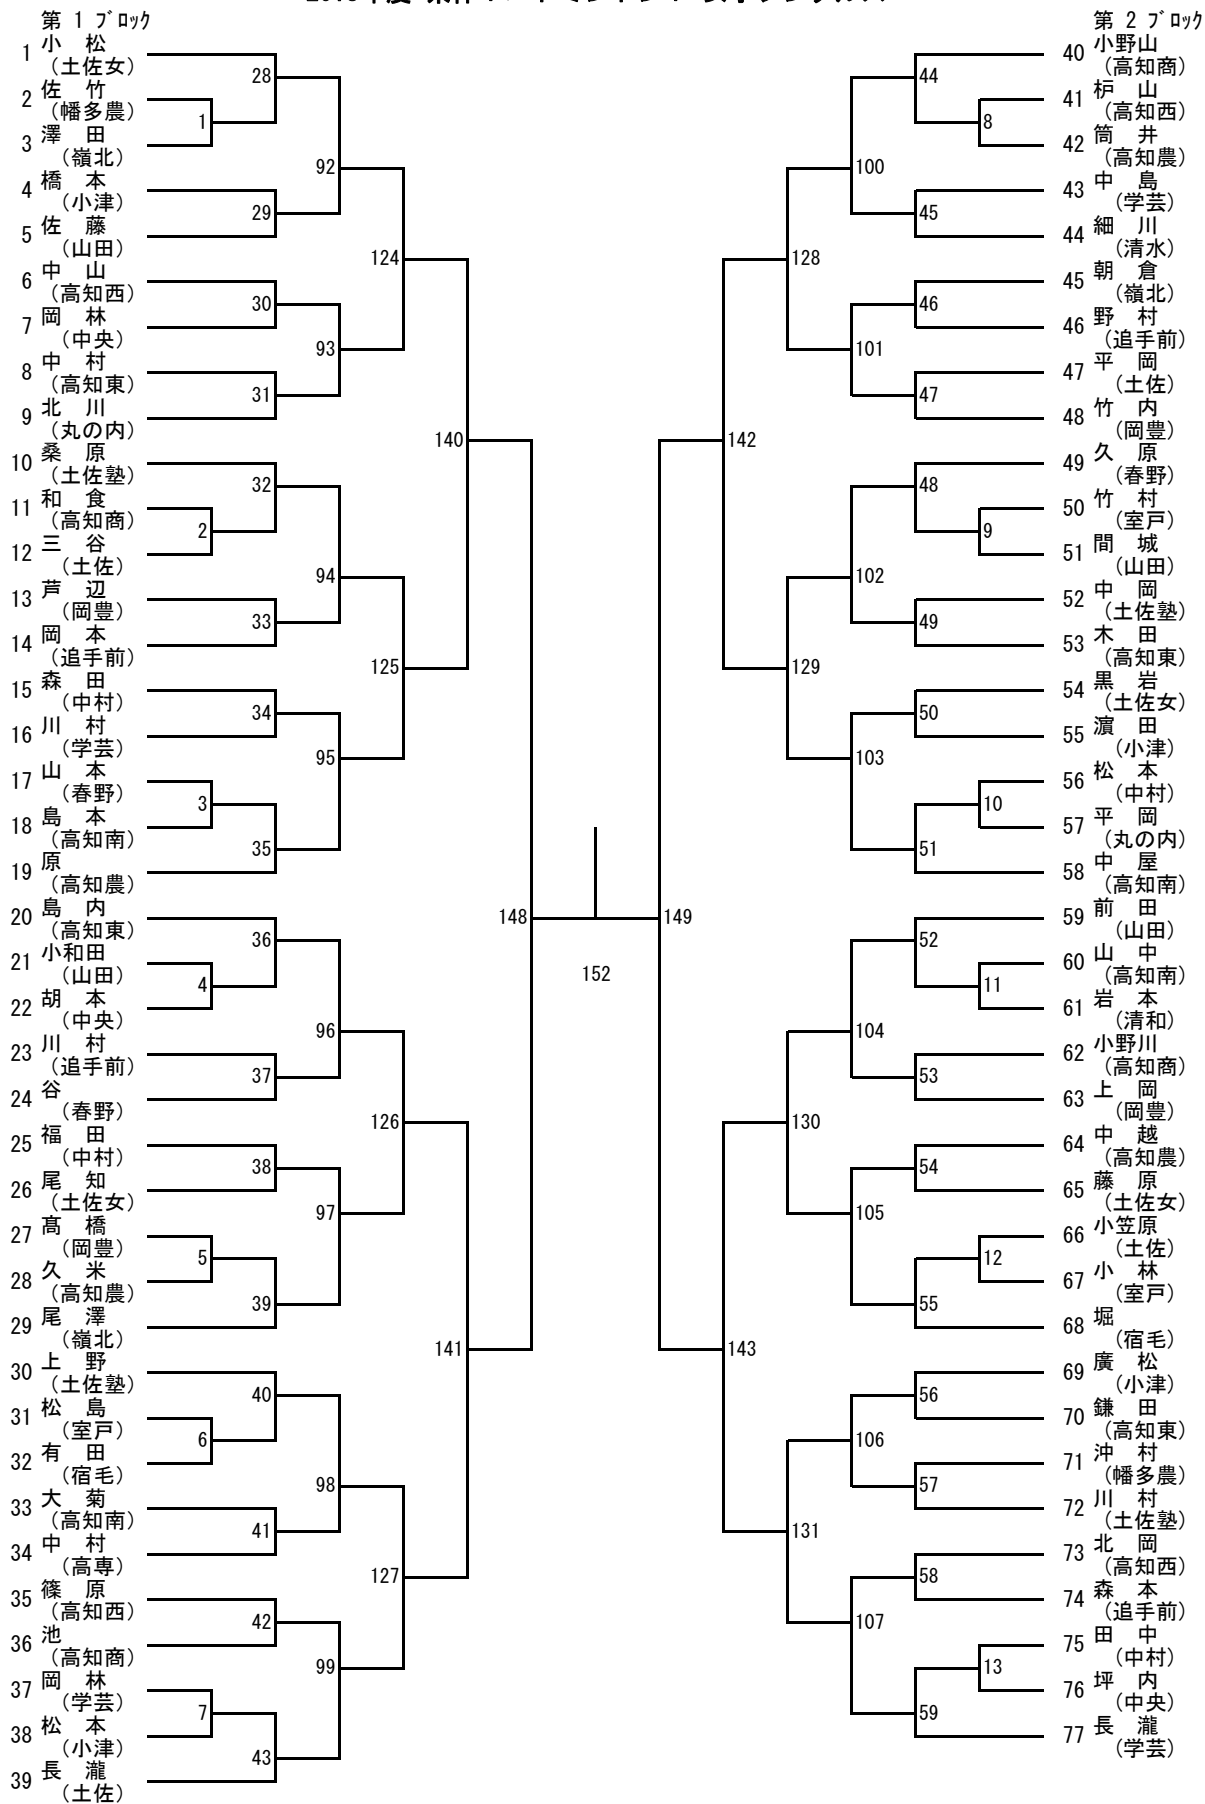 第 1 ブロック
1 小 松
(土佐女)
2 佐 竹
(幡多農)
3 澤 田
(嶺北)
4 橋 本
(小津)
5 佐 藤
(山田)
6 中 山
(高知西)
7 岡 林
(中央)
8 中 村
(高知東)
9 北 川
(丸の内)
10 桑 原
(土佐塾)
11 和 食
(高知商)
12 三 谷
(土佐)
13 芦 辺
(岡豊)
14 岡 本
(追手前)
15 森 田
(中村)
16 川 村
(学芸)
17 山 本
(春野)
18 島 本
(高知南)
19 原
(高知農)
20 島 内
(高知東)
21 小和田
(山田)
22 胡 本
(中央)
23 川 村
(追手前)
24 谷
(春野)
25 福 田
(中村)
26 尾 知
(土佐女)
27 髙 橋
(岡豊)
28 久 米
(高知農)
29 尾 澤
(嶺北)
30 上 野
(土佐塾)
31 松 島
(室戸)
32 有 田
(宿毛)
33 大 菊
(高知南)
34 中 村
(高専)
35 篠 原
(高知西)
36 池
(高知商)
37 岡 林
(学芸)
38 松 本
(小津)
39 長 瀧
(土佐)
1
2
3
4
5
6
7
28
29
30
31
32
33
34
35
36
37
38
39
40
41
42
43
92
93
94
95
96
97
98
99
124
125
126
127
140
141
148
152
149
142
143
128
129
130
131
100
101
102
103
104
105
106
107
44
45
46
47
48
49
50
51
52
53
54
55
56
57
58
59
8
9
10
11
12
13
第 2 ブロック
40 小野山
(高知商)
41 枦 山
(高知西)
42 筒 井
(高知農)
43 中 島
(学芸)
44 細 川
(清水)
45 朝 倉
(嶺北)
46 野 村
(追手前)
47 平 岡
(土佐)
48 竹 内
(岡豊)
49 久 原
(春野)
50 竹 村
(室戸)
51 間 城
(山田)
52 中 岡
(土佐塾)
53 木 田
(高知東)
54 黒 岩
(土佐女)
55 濵 田
(小津)
56 松 本
(中村)
57 平 岡
(丸の内)
58 中 屋
(高知南)
59 前 田
(山田)
60 山 中
(高知南)
61 岩 本
(清和)
62 小野川
(高知商)
63 上 岡
(岡豊)
64 中 越
(高知農)
65 藤 原
(土佐女)
66 小笠原
(土佐)
67 小 林
(室戸)
68 堀
(宿毛)
69 廣 松
(小津)
70 鎌 田
(高知東)
71 沖 村
(幡多農)
72 川 村
(土佐塾)
73 北 岡
(高知西)
74 森 本
(追手前)
75 田 中
(中村)
76 坪 内
(中央)
77 長 瀧
(学芸)